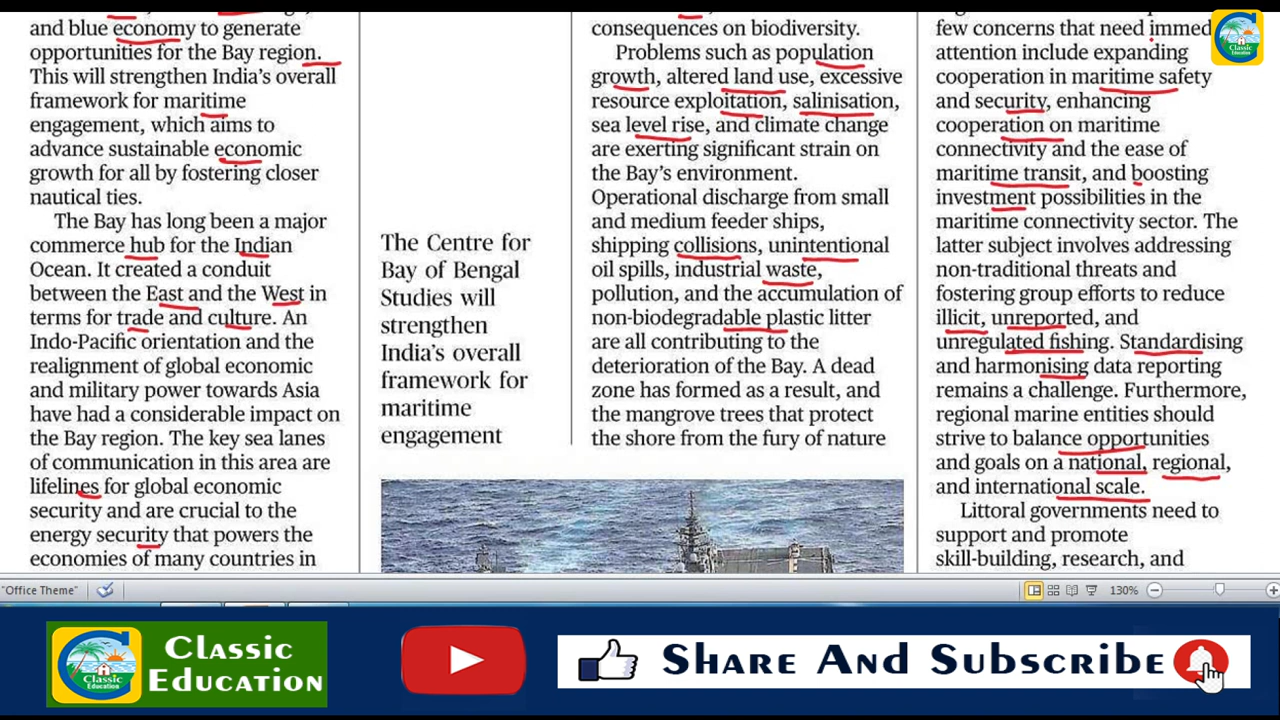 and blue economy to generate
opportunities for the Bay region.
This will strengthen India's overall
framework for maritime
engagement, which aims to
advance sustainable economic
growth for all by fostering closer
nautical ties.
The Bay has long been a major
commerce hub for the Indian
Ocean. It created a conduit
between the East and the West in
terms for trade and culture. An
Indo-Pacific orientation and the
realignment of global economic
and military power towards Asia
have had a considerable impact on
the Bay region. The key sea lanes
of communication in this area are
lifelines for global economic
security and are crucial to the
energy security that powers the
economies of many countries in
The Centre for
Bay of Bengal
Studies will
strengthen
India's overall
framework for
maritime
engagement
consequences on biodiversity.
Problems such as population
growth, altered land use, excessive
resource exploitation, salinisation,
sea level rise, and climate change
are exerting significant strain on
the Bay's environment.
Operational discharge from small
and medium feeder ships,
shipping collisions, unintentional
oil spills, industrial waste,
pollution, and the accumulation of
non-biodegradable plastic litter
are all contributing to the
deterioration of the Bay. A dead
zone has formed as a result, and
the mangrove trees that protect
the shore from the fury of nature
few concerns that need immed
attention include expanding
cooperation in maritime safety
and security, enhancing
cooperation on maritime
connectivity and the ease of
maritime transit, and boosting
investment possibilities in the
maritime connectivity sector. The
latter subject involves addressing
non-traditional threats and
fostering group efforts to reduce
illicit, unreported, and
unregulated fishing. Standardising
and harmonising data reporting
remains a challenge. Furthermore,
regional marine entities should
strive to balance opportunities
and goals on a national, regional,
and international scale.
Littoral governments need to
support and promote
skill-building, research, and
Classic
Education
"Office Theme"
130%
Classic
Education
Classic
Education
Share And Subscribe